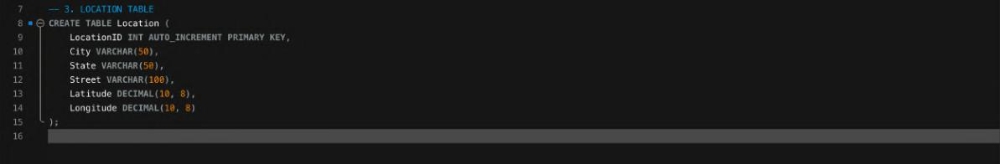 7 -- 3. LOCATION TABLE
8 CREATE TABLE Location (
9 LocationID INT AUTO_INCREMENT PRIMARY KEY,
10 City VARCHAR(50),
11 State VARCHAR(50),
12 Street VARCHAR(100),
13 Latitude DECIMAL(10, 8),
14 Longitude DECIMAL(10, 8)
15 );
16